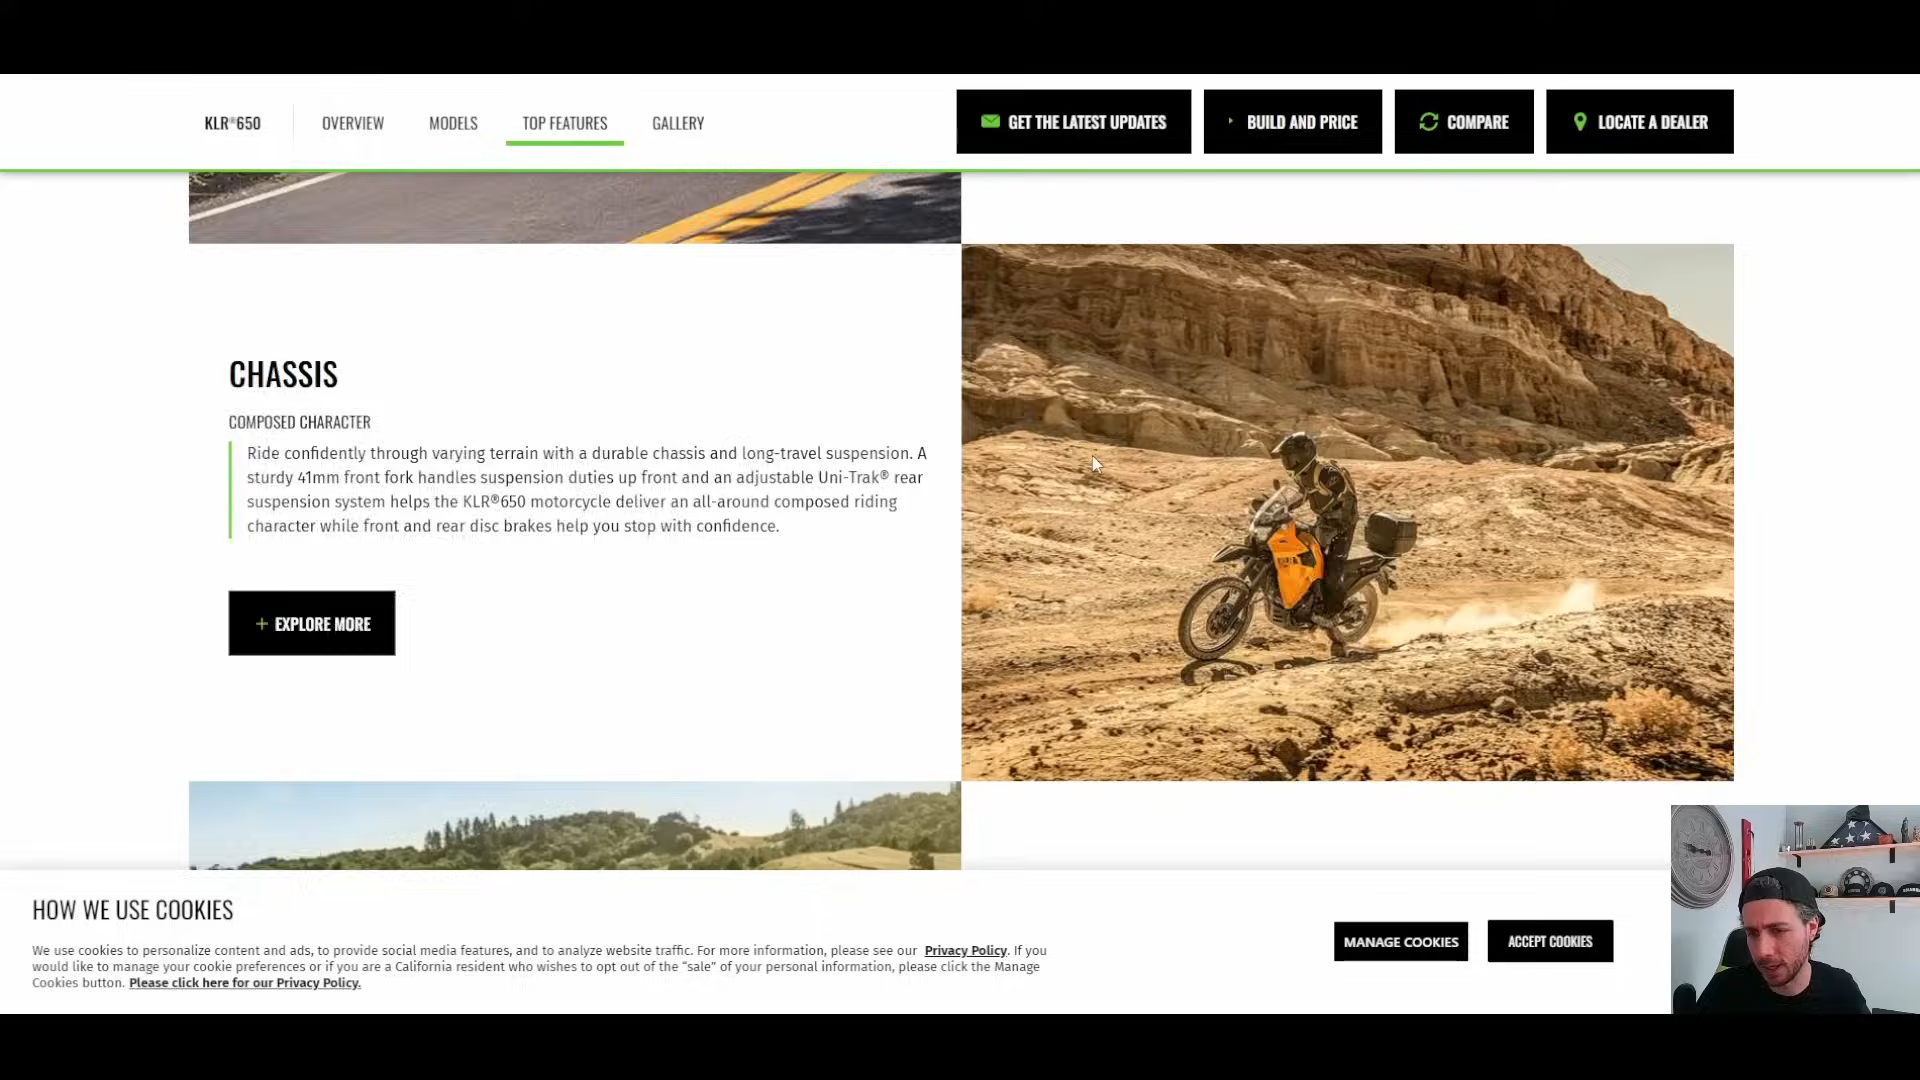 KLR®650
OVERVIEW
MODELS
TOP FEATURES
GALLERY
GET THE LATEST UPDATES
BUILD AND PRICE
COMPARE
LOCATE A DEALER
CHASSIS
COMPOSED CHARACTER
Ride confidently through varying terrain with a durable chassis and long-travel suspension. A
sturdy 41mm front fork handles suspension duties up front and an adjustable Uni-Trak® rear
suspension system helps the KLR®650 motorcycle deliver an all-around composed riding
character while front and rear disc brakes help you stop with confidence.
+ EXPLORE MORE
HOW WE USE COOKIES
We use cookies to personalize content and ads, to provide social media features, and to analyze website traffic. For more information, please see our Privacy Policy. If you
would like to manage your cookie preferences or if you are a California resident who wishes to opt out of the “sale” of your personal information, please click the Manage
Cookies button. Please click here for our Privacy Policy.
MANAGE COOKIES
ACCEPT COOKIES